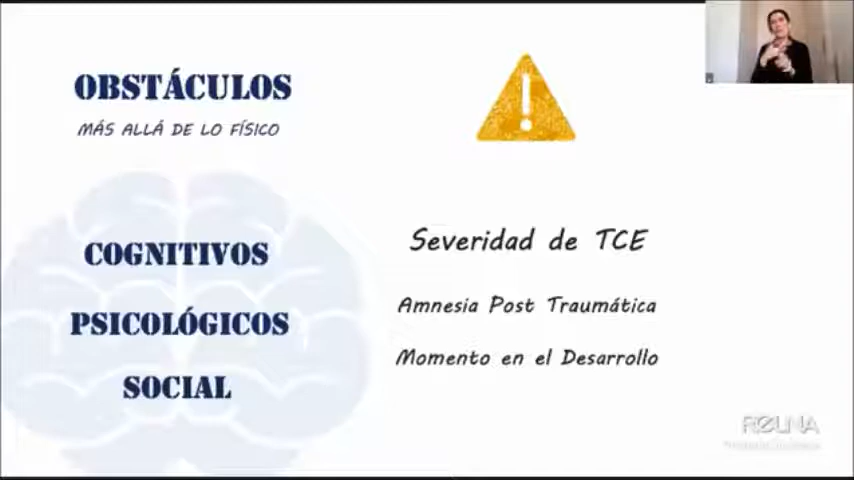 OBSTÁCULOS
MÁS ALLÁ DE LO FÍSICO
COGNITIVOS
PSICOLÓGICOS
SOCIAL
Severidad de TCE
Amnesia Post Traumática
Momento en el Desarrollo